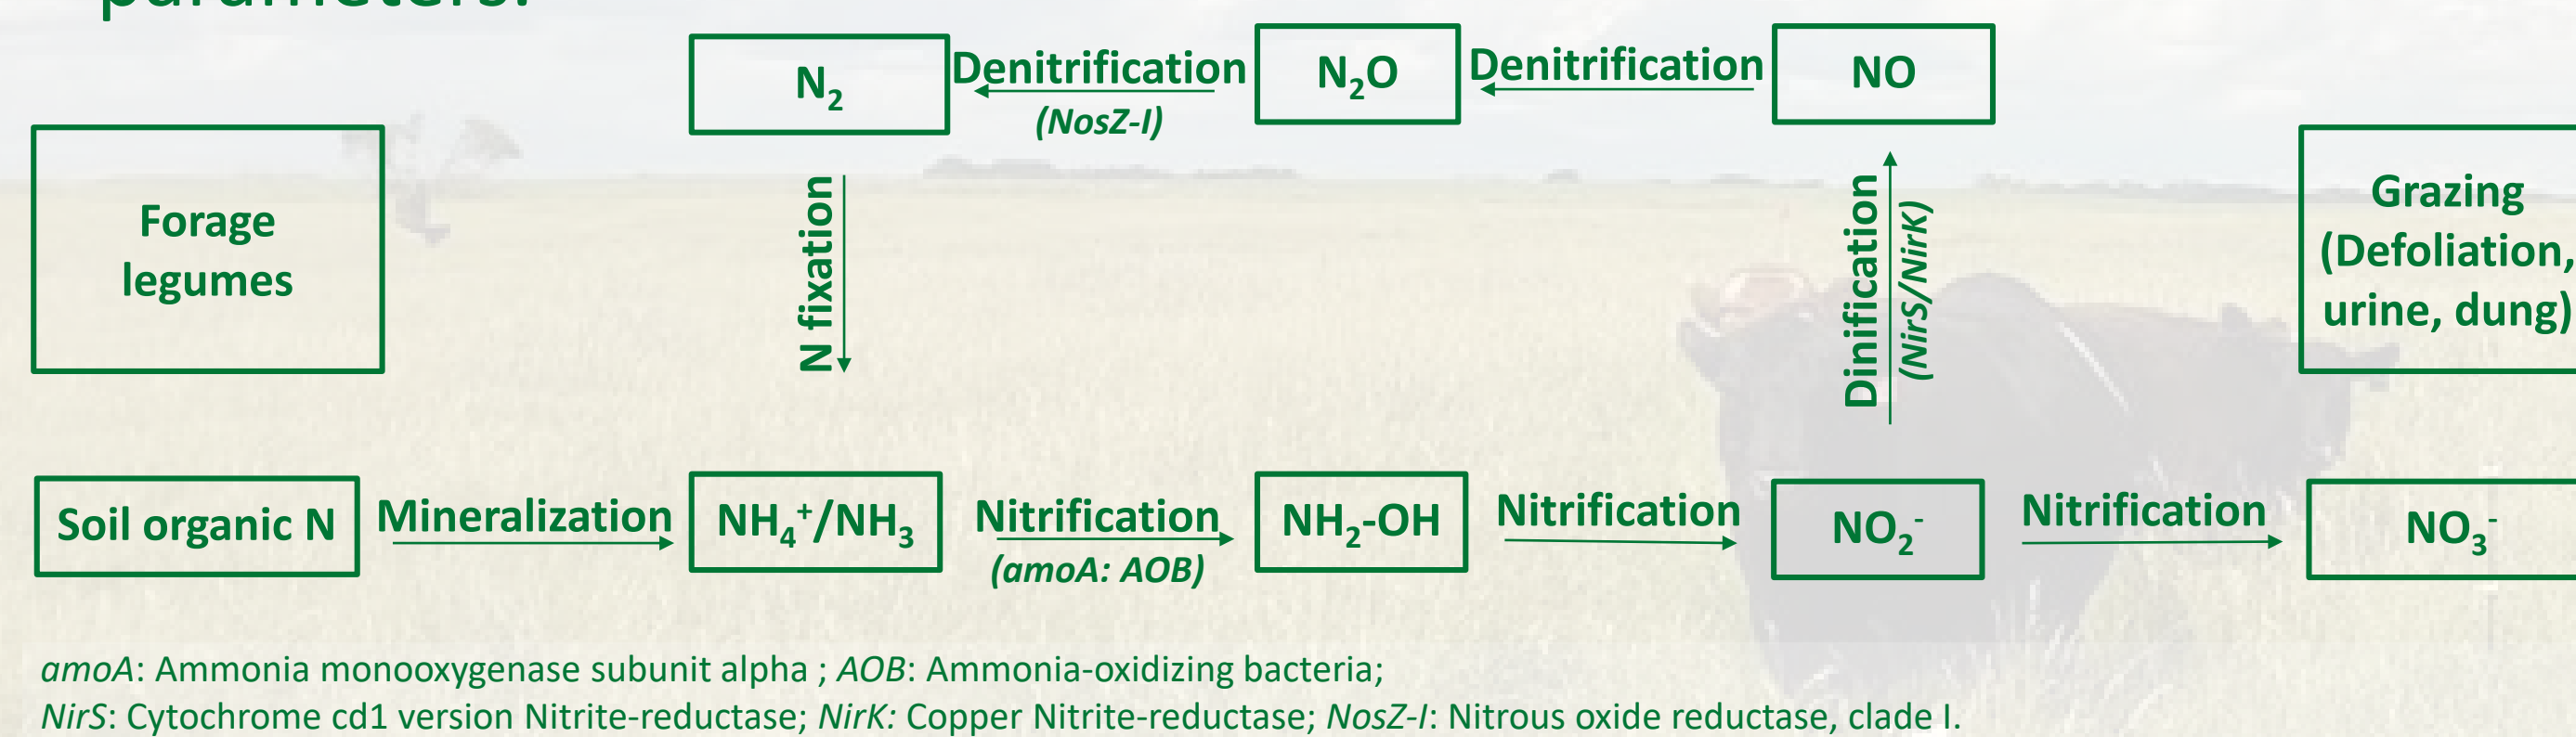 parameters.
N₂
Denitrification
(NosZ-I)
N₂O
Denitrification
NO
Forage
legumes
N fixation
Dinification
(NirS/NirK)
Grazing
(Defoliation,
urine, dung)
Soil organic N
Mineralization
NH₄⁺/NH₃
Nitrification
(amoA: AOB)
NH₂-OH
Nitrification
NO₂⁻
Nitrification
NO₃⁻
amoA: Ammonia monooxygenase subunit alpha ; AOB: Ammonia-oxidizing bacteria;
NirS: Cytochrome cd1 version Nitrite-reductase; NirK: Copper Nitrite-reductase; NosZ-I: Nitrous oxide reductase, clade I.